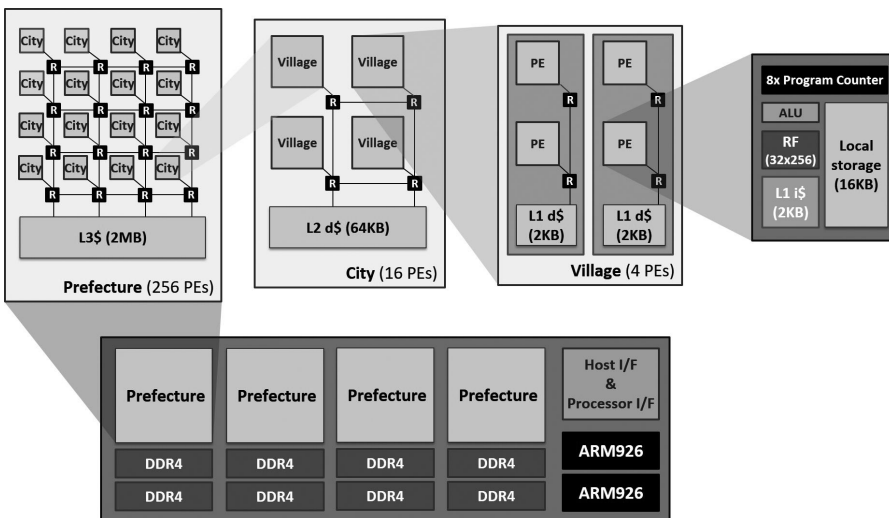 City City City City
R R R R
City City City City
R R R R
City City City City
R R R R
City City City City
R R R R
L3$ (2MB)
Prefecture (256 PEs)
Village Village
R R
Village Village
R R
L2 d$ (64KB)
City (16 PEs)
PE PE
R R
PE PE
R R
L1 d$ L1 d$
(2KB) (2KB)
Village (4 PEs)
8x Program Counter
ALU
RF
(32x256)
L1 i$
(2KB)
Local
storage
(16KB)
Prefecture Prefecture Prefecture Prefecture
DDR4 DDR4 DDR4 DDR4
DDR4 DDR4 DDR4 DDR4
Host I/F
&
Processor I/F
ARM926
ARM926